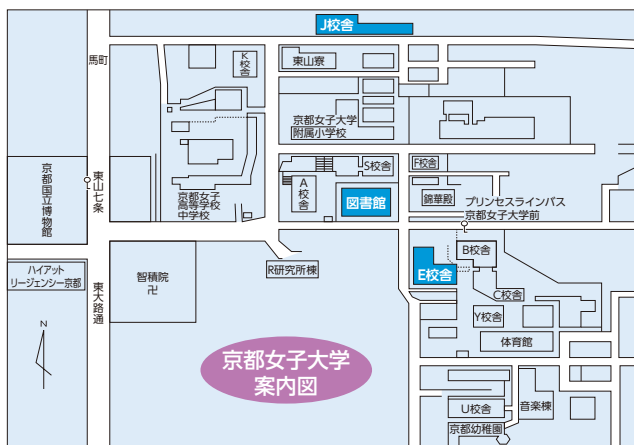 J校舎
馬町
K校舎
東山寮
京都女子大学
附属小学校
京都国立博物館
東山七条
京都女子
高等学校
中学校
A校舎
S校舎
図書館
F校舎
錦華殿
プリンセスラインバス
京都女子大学前
ハイアット
リージェンシー京都
東大路通
智積院
卍
R研究所棟
E校舎
B校舎
C校舎
Y校舎
体育館
N
京都女子大学
案内図
U校舎
音楽棟
京都幼稚園